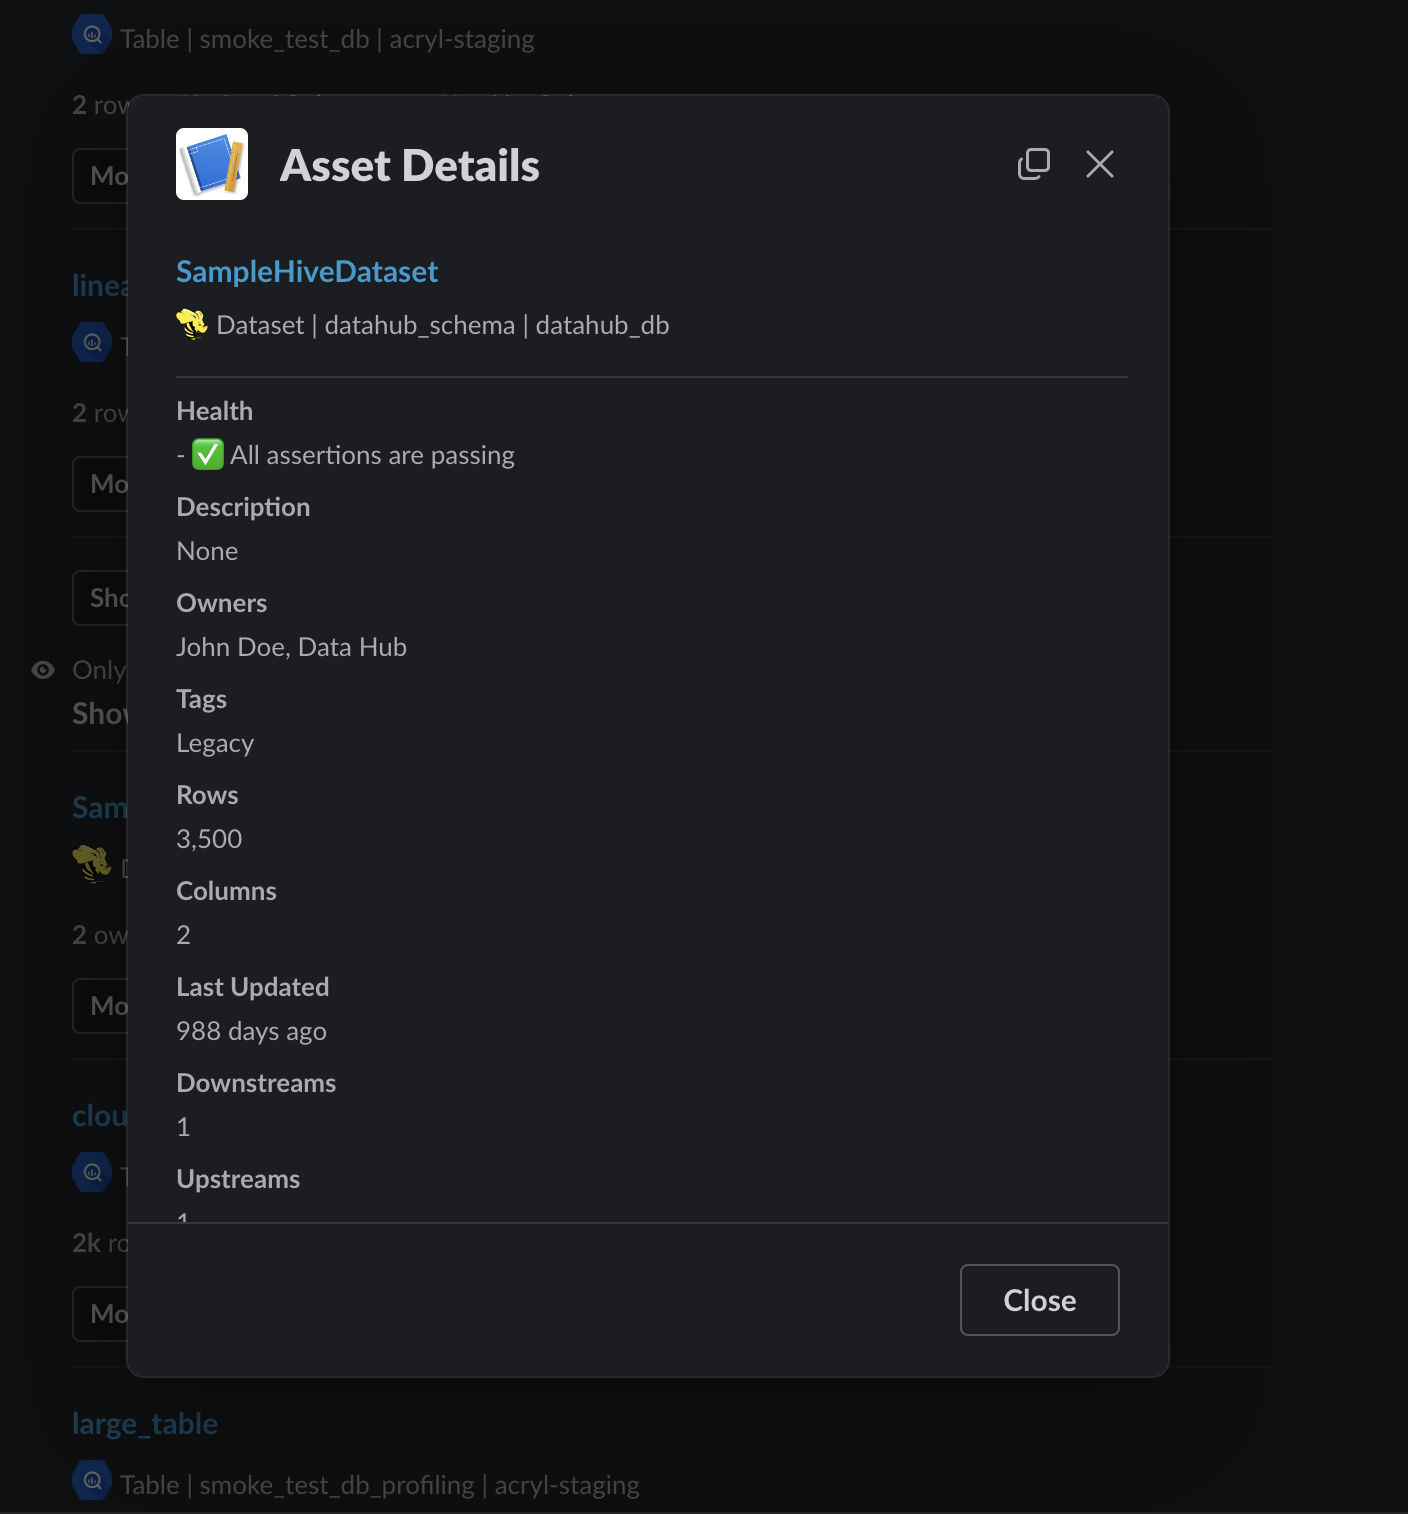 Table | smoke_test_db | acryl-staging
2 row
Asset Details
Mo
SampleHiveDataset
linea
Dataset | datahub_schema | datahub_db
Health
2 row
- ✅ All assertions are passing
Mo
Description
None
Owners
Sho
John Doe, Data Hub
Only
Tags
Show
Legacy
Rows
Sam
3,500
Columns
2
2 ow
Last Updated
Mo
988 days ago
Downstreams
clou
1
Upstreams
1
2k ro
Close
Mo
large_table
Table | smoke_test_db_profiling | acryl-staging